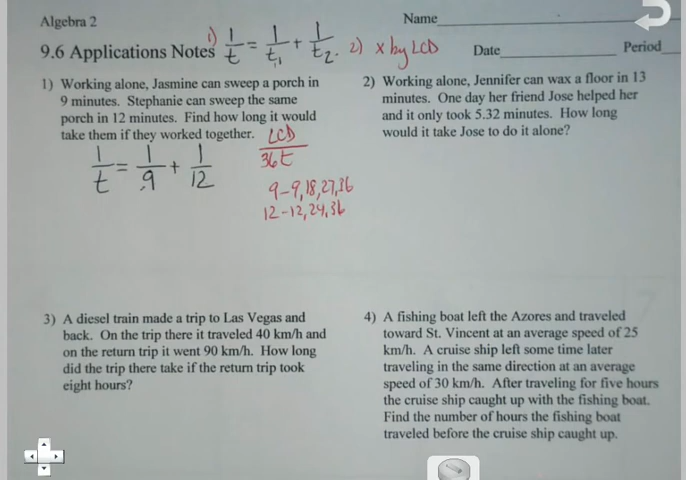 Algebra 2
Name
1) 1/t = 1/t₁ + 1/t₂. 2) x by LCD
9.6 Applications Notes
Date
Period
1) Working alone, Jasmine can sweep a porch in
9 minutes. Stephanie can sweep the same
porch in 12 minutes. Find how long it would
take them if they worked together.
LCD
36t
1/t = 1/9 + 1/12
9-9,18,27,36
12-12,24,36
2) Working alone, Jennifer can wax a floor in 13
minutes. One day her friend Jose helped her
and it only took 5.32 minutes. How long
would it take Jose to do it alone?
3) A diesel train made a trip to Las Vegas and
back. On the trip there it traveled 40 km/h and
on the return trip it went 90 km/h. How long
did the trip there take if the return trip took
eight hours?
4) A fishing boat left the Azores and traveled
toward St. Vincent at an average speed of 25
km/h. A cruise ship left some time later
traveling in the same direction at an average
speed of 30 km/h. After traveling for five hours
the cruise ship caught up with the fishing boat.
Find the number of hours the fishing boat
traveled before the cruise ship caught up.